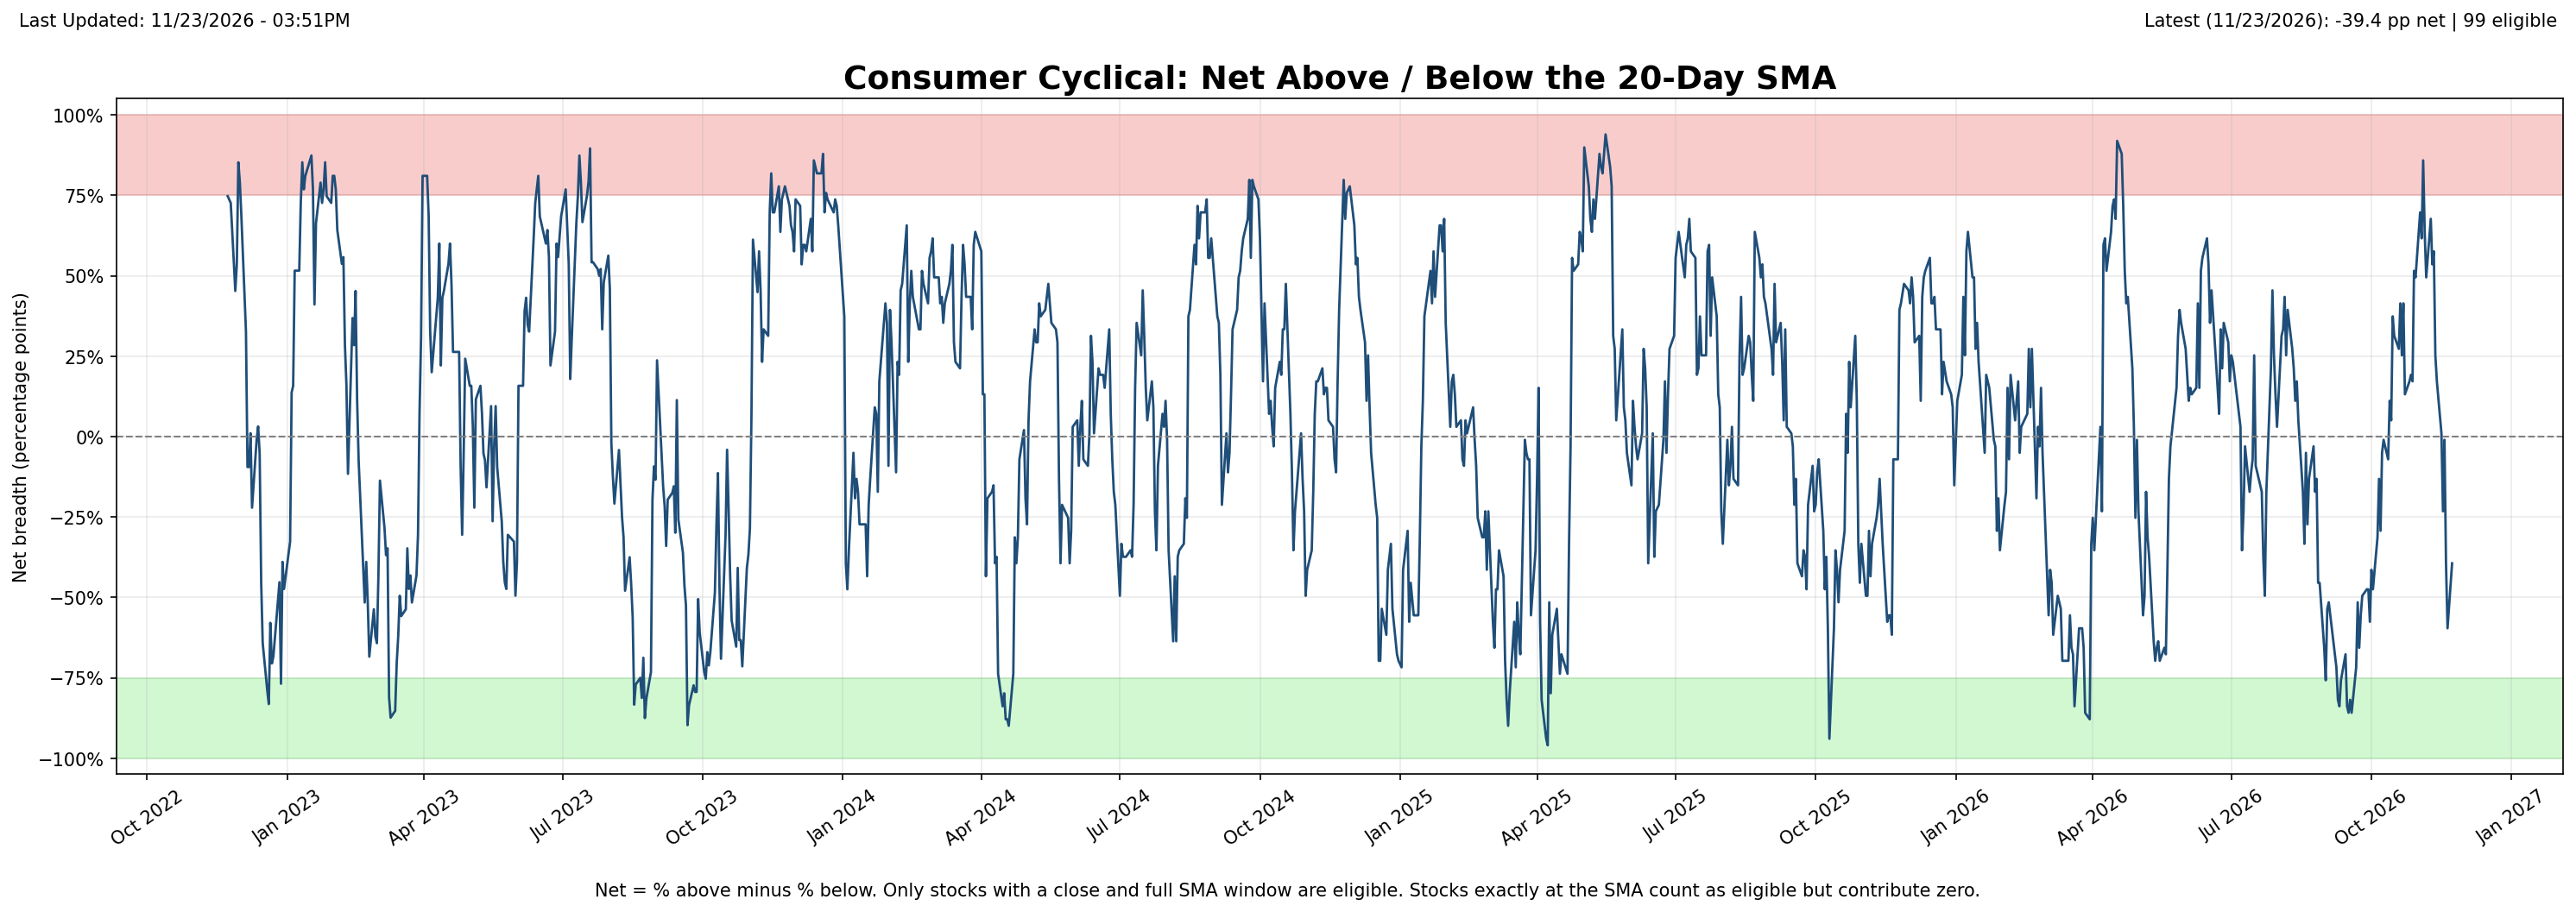 Last Updated: 11/23/2026 - 03:51PM
Latest (11/23/2026): -39.4 pp net | 99 eligible
Consumer Cyclical: Net Above / Below the 20-Day SMA
Net breadth (percentage points)
100%
75%
50%
25%
0%
−25%
−50%
−75%
−100%
Oct 2022
Jan 2023
Apr 2023
Jul 2023
Oct 2023
Jan 2024
Apr 2024
Jul 2024
Oct 2024
Jan 2025
Apr 2025
Jul 2025
Oct 2025
Jan 2026
Apr 2026
Jul 2026
Oct 2026
Jan 2027
Net = % above minus % below. Only stocks with a close and full SMA window are eligible. Stocks exactly at the SMA count as eligible but contribute zero.